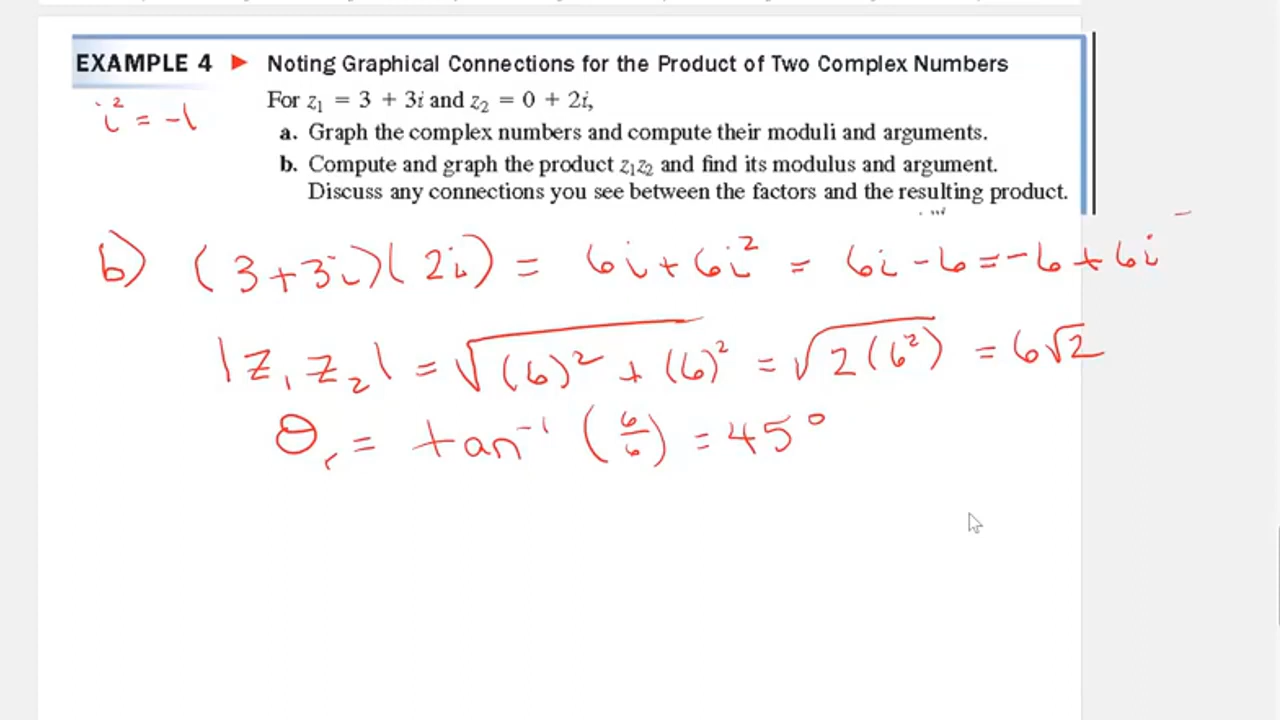 EXAMPLE 4 ▶ Noting Graphical Connections for the Product of Two Complex Numbers
For z₁ = 3 + 3i and z₂ = 0 + 2i,
i² = -1
a. Graph the complex numbers and compute their moduli and arguments.
b. Compute and graph the product z₁z₂ and find its modulus and argument.
Discuss any connections you see between the factors and the resulting product.
b) (3+3i)(2i) = 6i+6i² = 6i-6=-6+6i
|z₁ z₂| = √((6)² + (6)²) = √(2(6²)) = 6√2
θᵣ = tan⁻¹ (6/6) = 45°